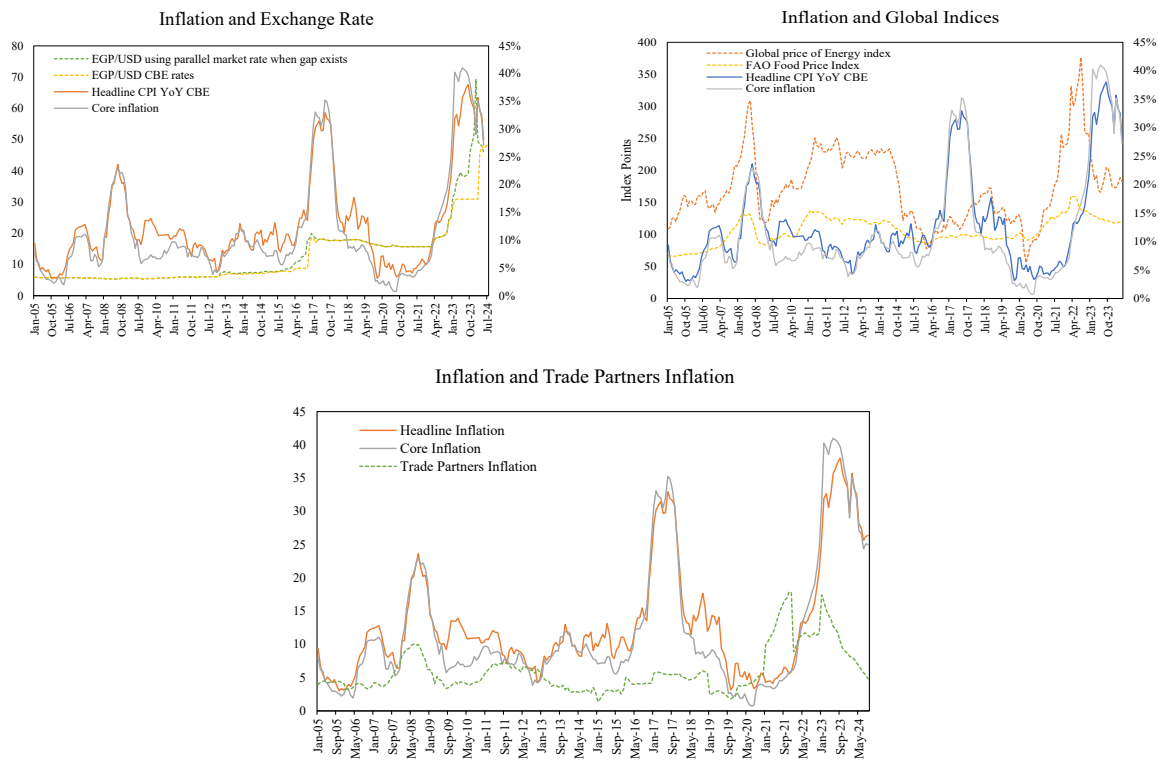 Inflation and Exchange Rate
80
70
60
50
40
30
20
10
0
45%
40%
35%
30%
25%
20%
15%
10%
5%
0%
EGP/USD using parallel market rate when gap exists
EGP/USD CBE rates
Headline CPI YoY CBE
Core inflation
Jan-05
Oct-05
Jul-06
Apr-07
Jan-08
Oct-08
Jul-09
Apr-10
Jan-11
Oct-11
Jul-12
Apr-13
Jan-14
Oct-14
Jul-15
Apr-16
Jan-17
Oct-17
Jul-18
Apr-19
Jan-20
Oct-20
Jul-21
Apr-22
Jan-23
Oct-23
Jul-24
Inflation and Global Indices
Index Points
400
350
300
250
200
150
100
50
0
45%
40%
35%
30%
25%
20%
15%
10%
5%
0%
Global price of Energy index
FAO Food Price Index
Headline CPI YoY CBE
Core inflation
Jan-05
Oct-05
Jul-06
Apr-07
Jan-08
Oct-08
Jul-09
Apr-10
Jan-11
Oct-11
Jul-12
Apr-13
Jan-14
Oct-14
Jul-15
Apr-16
Jan-17
Oct-17
Jul-18
Apr-19
Jan-20
Oct-20
Jul-21
Apr-22
Jan-23
Oct-23
Inflation and Trade Partners Inflation
45
40
35
30
25
20
15
10
5
0
Headline Inflation
Core Inflation
Trade Partners Inflation
Jan-05
Sep-05
May-06
Jan-07
Sep-07
May-08
Jan-09
Sep-09
May-10
Jan-11
Sep-11
May-12
Jan-13
Sep-13
May-14
Jan-15
Sep-15
May-16
Jan-17
Sep-17
May-18
Jan-19
Sep-19
May-20
Jan-21
Sep-21
May-22
Jan-23
Sep-23
May-24